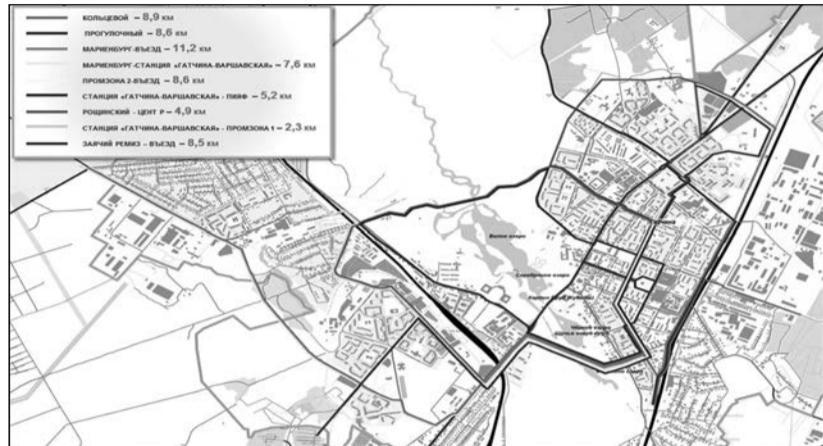 КОЛЬЦЕВОЙ – 8,9 КМ
ПРОГУЛОЧНЫЙ – 8,6 КМ
МАРИЕНБУРГ-ВЪЕЗД – 11,2 КМ
МАРИЕНБУРГ-СТАНЦИЯ «ГАТЧИНА-ВАРШАВСКАЯ» – 7,6 КМ
ПРОМЗОНА 2-ВЪЕЗД – 8,6 КМ
СТАНЦИЯ «ГАТЧИНА-ВАРШАВСКАЯ» - ПИЯФ – 5,2 КМ
РОЩИНСКИЙ - ЦЕНТ Р – 4,9 КМ
СТАНЦИЯ «ГАТЧИНА-ВАРШАВСКАЯ» - ПРОМЗОНА 1 – 2,3 КМ
ЗАЯЧИЙ РЕМИЗ – ВЪЕЗД – 8,5 КМ
Белое озеро